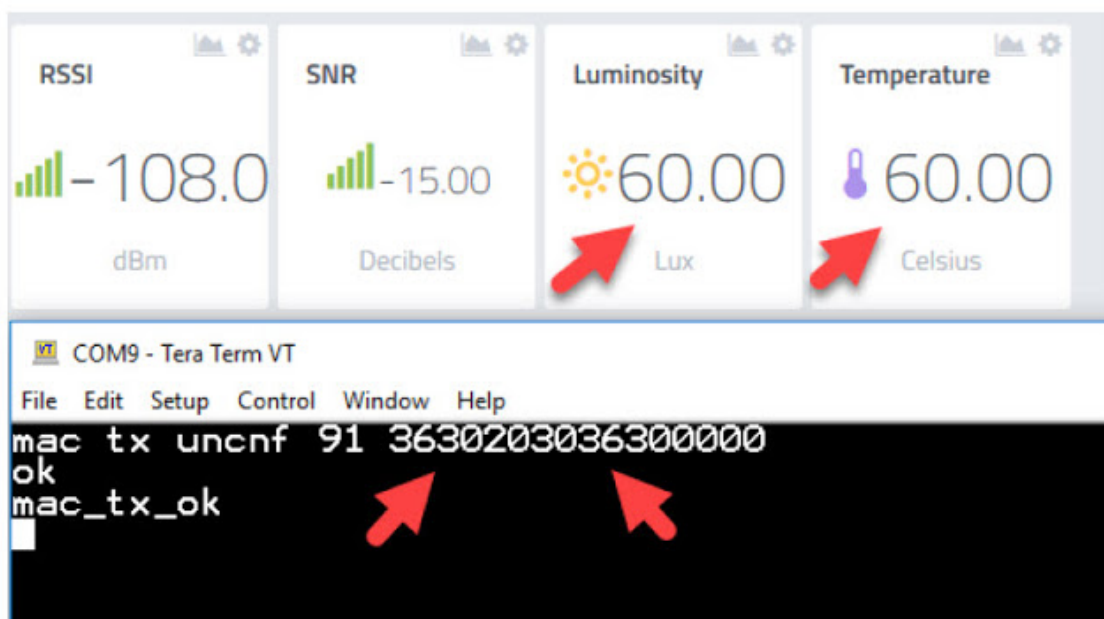 RSSI SNR Luminosity Temperature
-108.0 -15.00 60.00 60.00
dBm Decibels Lux Celsius
VT COM9 - Tera Term VT
File Edit Setup Control Window Help
mac tx uncnf 91 3630203036300000
ok
mac_tx_ok